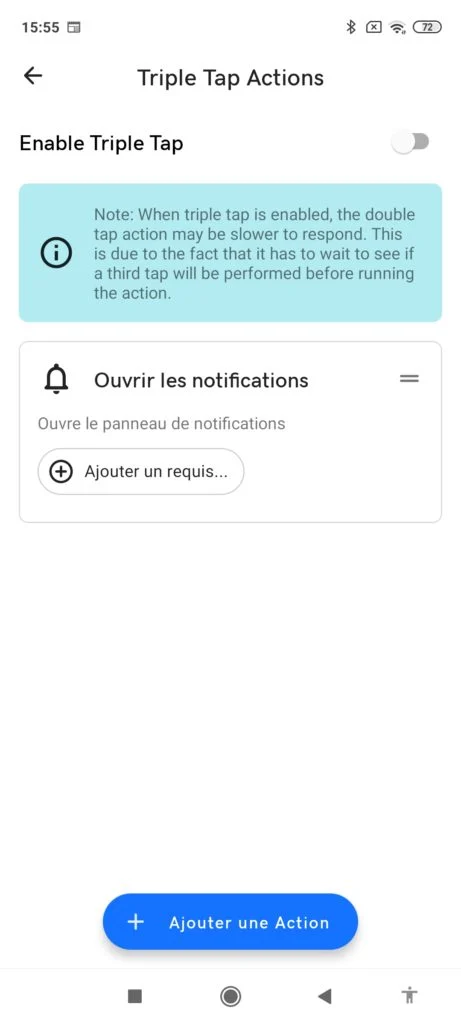 15:55
72
Triple Tap Actions
Enable Triple Tap
Note: When triple tap is enabled, the double
tap action may be slower to respond. This
is due to the fact that it has to wait to see if
a third tap will be performed before running
the action.
Ouvrir les notifications
Ouvre le panneau de notifications
Ajouter un requis...
Ajouter une Action